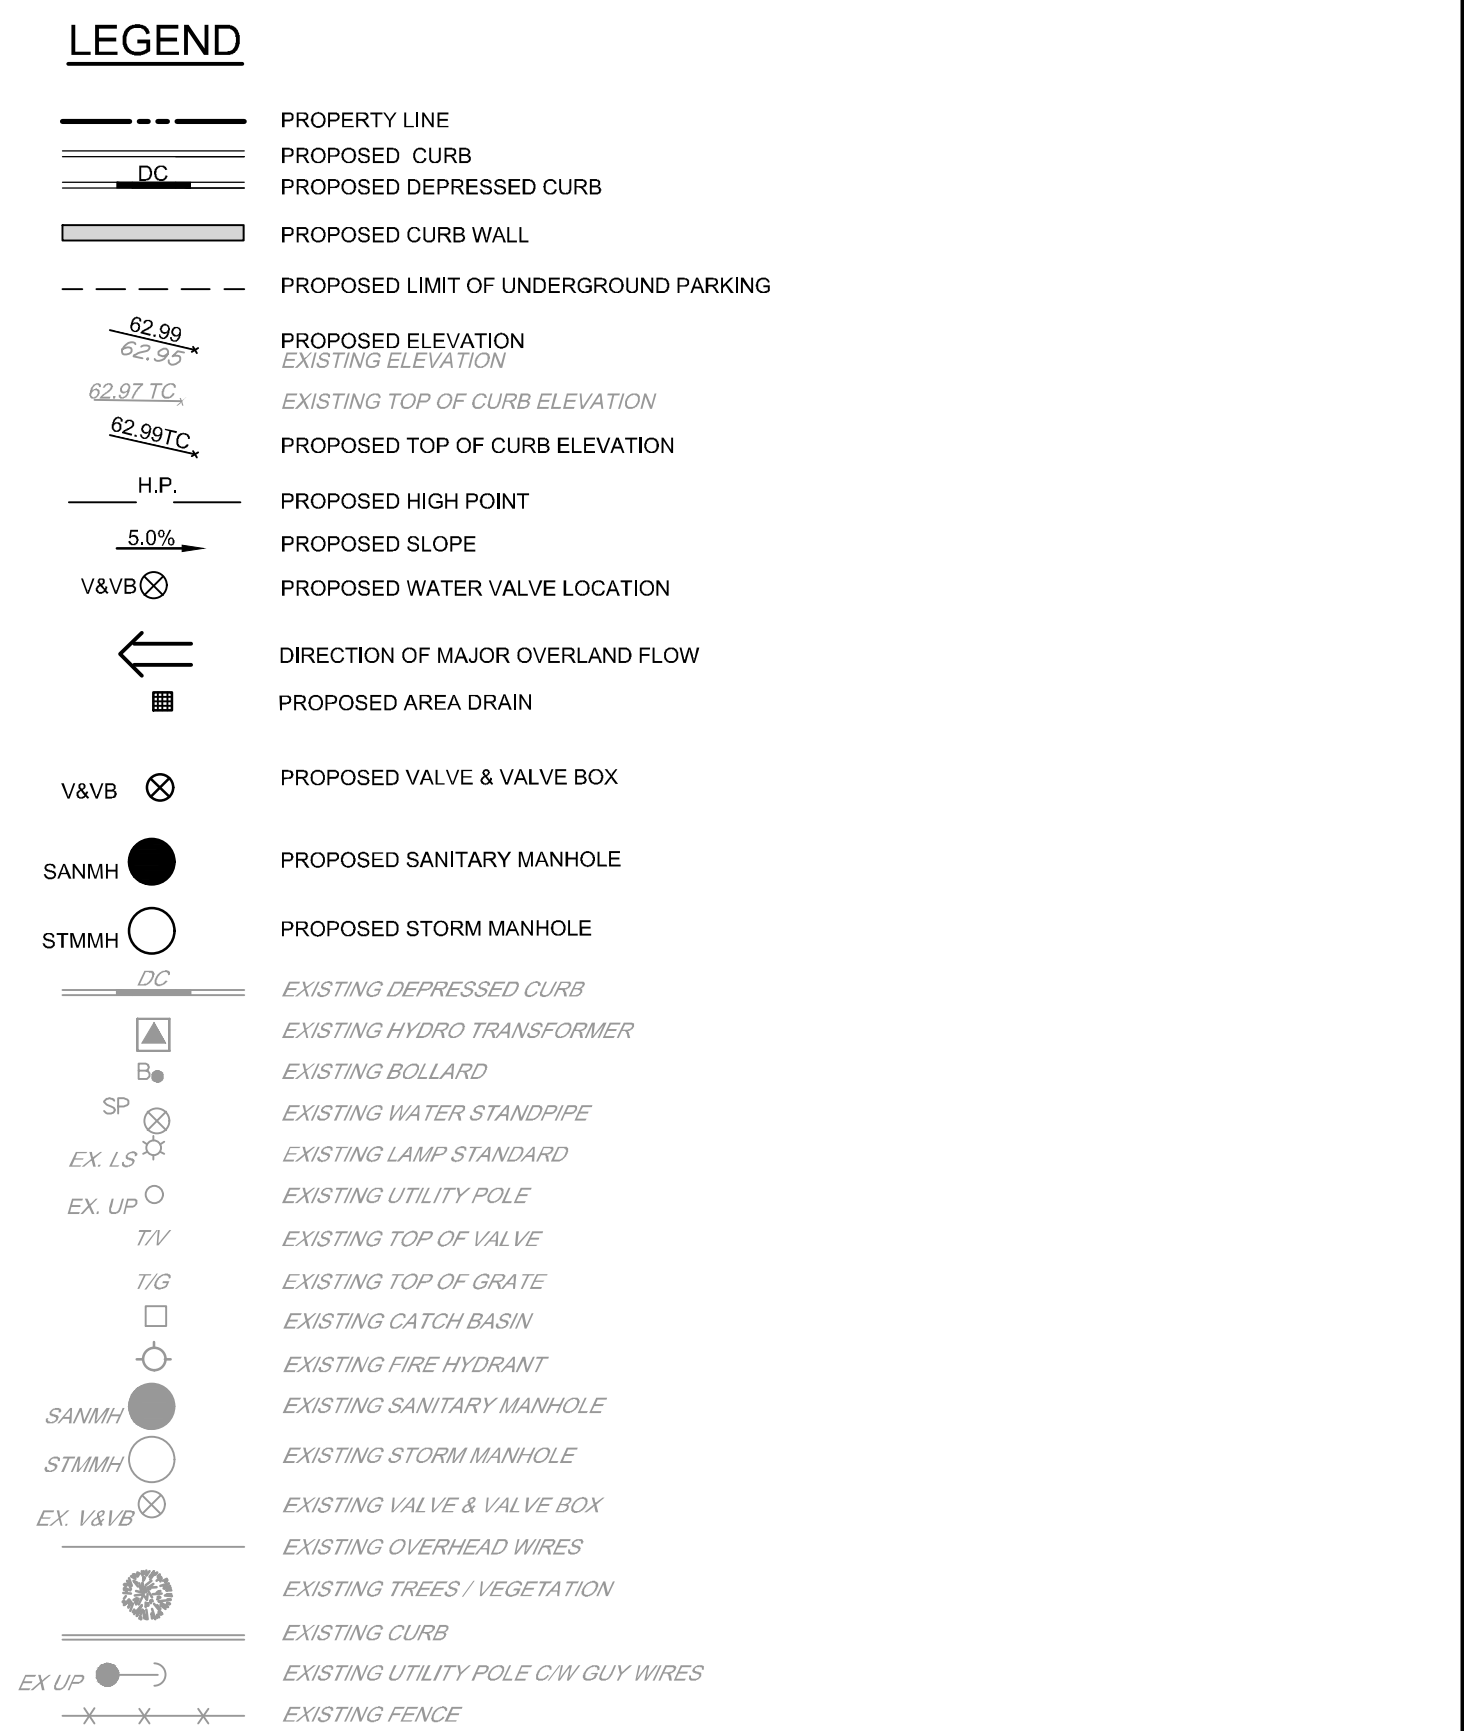 LEGEND
PROPERTY LINE
PROPOSED CURB
DC
PROPOSED DEPRESSED CURB
PROPOSED CURB WALL
PROPOSED LIMIT OF UNDERGROUND PARKING
62.99 PROPOSED ELEVATION
62.95 EXISTING ELEVATION
62.97 TC EXISTING TOP OF CURB ELEVATION
62.99TC PROPOSED TOP OF CURB ELEVATION
H.P. PROPOSED HIGH POINT
5.0% PROPOSED SLOPE
V&VB PROPOSED WATER VALVE LOCATION
DIRECTION OF MAJOR OVERLAND FLOW
PROPOSED AREA DRAIN
V&VB PROPOSED VALVE & VALVE BOX
SANMH PROPOSED SANITARY MANHOLE
STMMH PROPOSED STORM MANHOLE
DC EXISTING DEPRESSED CURB
EXISTING HYDRO TRANSFORMER
B EXISTING BOLLARD
SP EXISTING WATER STANDPIPE
EX. LS EXISTING LAMP STANDARD
EX. UP EXISTING UTILITY POLE
T/V EXISTING TOP OF VALVE
T/G EXISTING TOP OF GRATE
EXISTING CATCH BASIN
EXISTING FIRE HYDRANT
SANMH EXISTING SANITARY MANHOLE
STMMH EXISTING STORM MANHOLE
EX. V&VB EXISTING VALVE & VALVE BOX
EXISTING OVERHEAD WIRES
EXISTING TREES / VEGETATION
EXISTING CURB
EX UP EXISTING UTILITY POLE C/W GUY WIRES
EXISTING FENCE